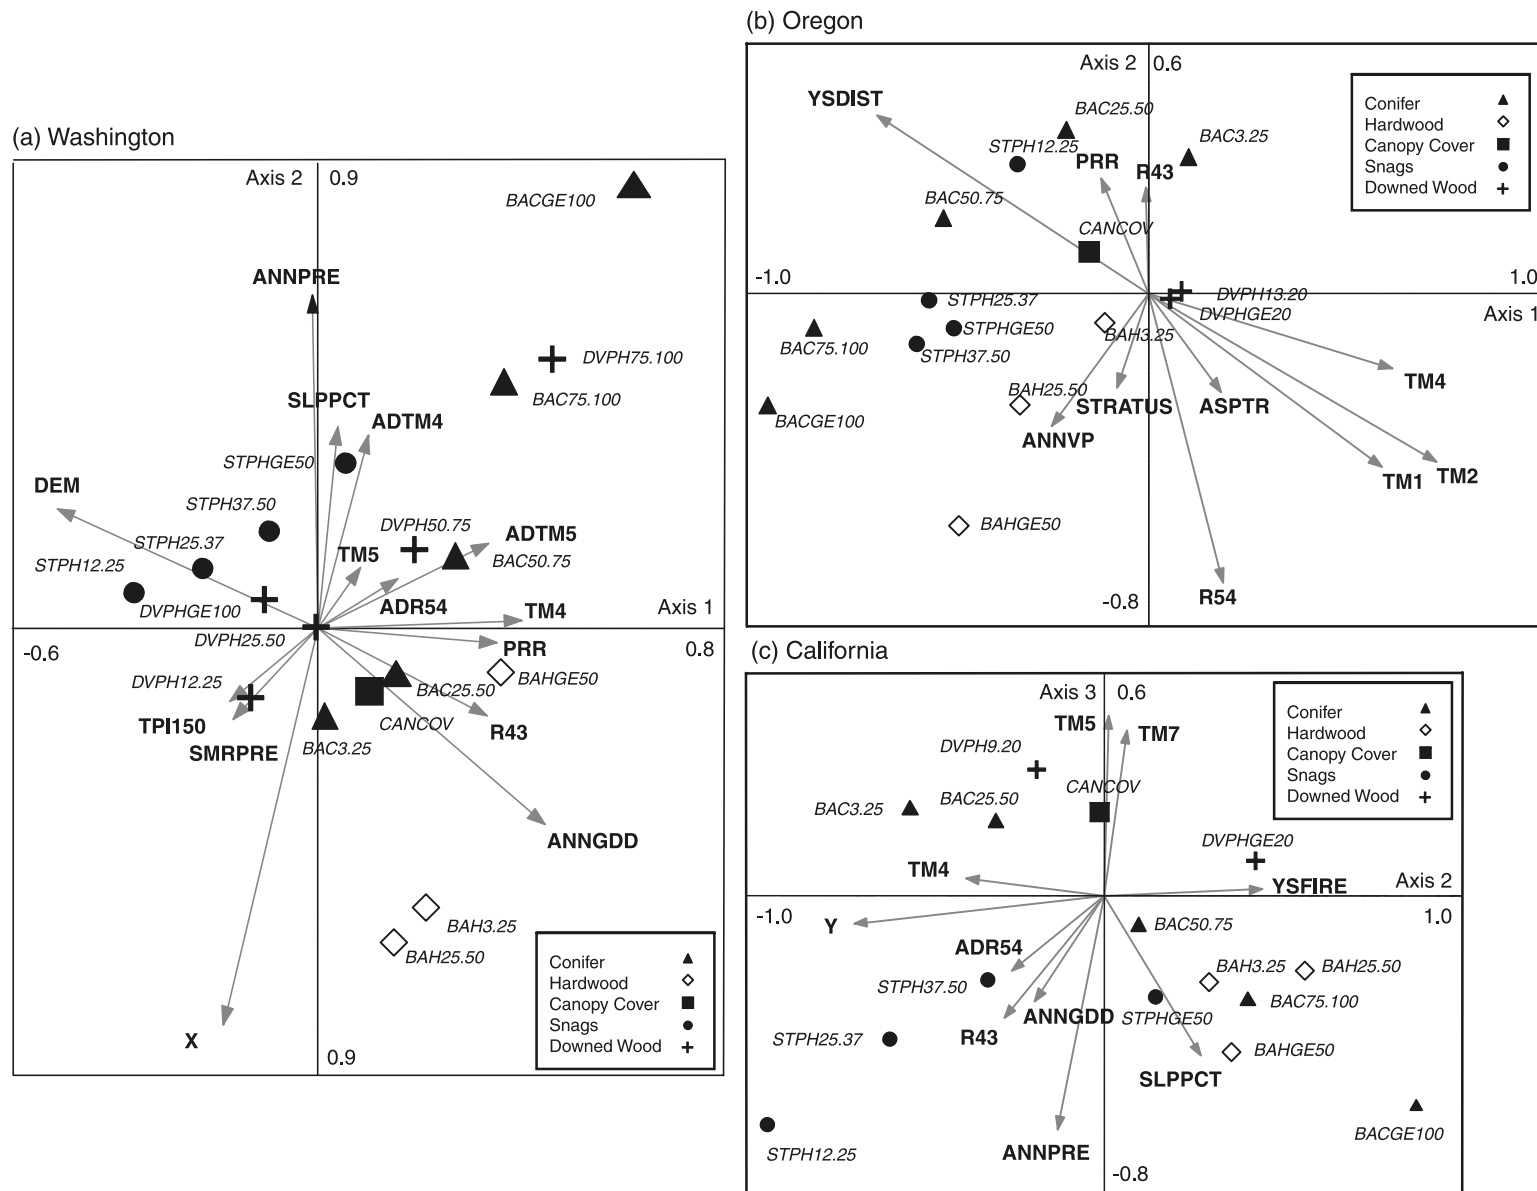 (a) Washington
Axis 2
0.9
BACGE100
ANNPRE
DVPH75.100
SLPPCT
BAC75.100
ADTM4
STPHGE50
DEM
STPH37.50
DVPH50.75
ADTM5
STPH25.37
TM5
BAC50.75
STPH12.25
DVPHGE100
ADR54
TM4
Axis 1
DVPH25.50
-0.6
PRR
0.8
DVPH12.25
BAC25.50
BAHGE50
TPI150
CANCOV
R43
SMRPRE
BAC3.25
ANNGDD
BAH3.25
BAH25.50
X
0.9
Conifer
Hardwood
Canopy Cover
Snags
Downed Wood
(b) Oregon
Axis 2
0.6
YSDIST
BAC25.50
BAC3.25
STPH12.25
PRR
R43
BAC50.75
CANCOV
-1.0
1.0
STPH25.37
DVPH13.20
Axis 1
DVPHGE20
STPHGE50
BAH3.25
BAC75.100
STPH37.50
TM4
BAH25.50
STRATUS
ASPTR
BACGE100
ANNVP
TM1
TM2
BAHGE50
R54
-0.8
Conifer
Hardwood
Canopy Cover
Snags
Downed Wood
(c) California
Axis 3
0.6
TM5
TM7
DVPH9.20
CANCOV
BAC3.25
BAC25.50
DVPHGE20
TM4
YSFIRE
Axis 2
-1.0
1.0
Y
BAC50.75
ADR54
BAH3.25
BAH25.50
STPH37.50
BAC75.100
ANNGDD
STPHGE50
R43
STPH25.37
BAHGE50
SLPPCT
BACGE100
ANNPRE
STPH12.25
-0.8
Conifer
Hardwood
Canopy Cover
Snags
Downed Wood